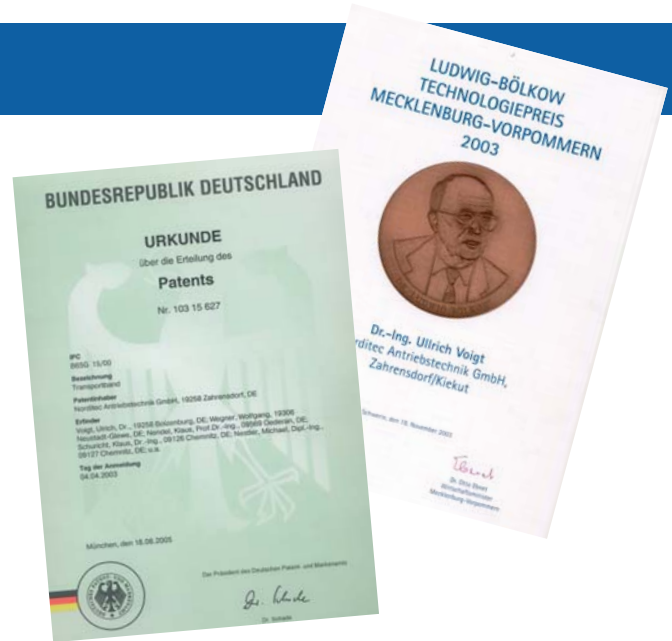 LUDWIG-BÖLKOW
TECHNOLOGIEPREIS
MECKLENBURG-VORPOMMERN
2003
Dr.-Ing. Ullrich Voigt
rditec Antriebstechnik GmbH,
Zahrensdorf/Kiekut
Schwerin, den 18. November 2003
Dr. Otto Ebnet
Wirtschaftsminister
Mecklenburg-Vorpommern
BUNDESREPUBLIK DEUTSCHLAND
URKUNDE
über die Erteilung des
Patents
Nr. 103 15 627
IPC
B65G 15/00
Bezeichnung
Transportband
Patentinhaber
Norditec Antriebstechnik GmbH, 19258 Zahrensdorf, DE
Erfinder
Voigt, Ulrich, Dr., 19258 Boizenburg, DE; Wegner, Wolfgang, 19306
Neustadt-Glewe, DE; Nendel, Klaus, Prof.Dr.-Ing., 09569 Oederan, DE;
Schuricht, Klaus, Dr.-Ing., 09126 Chemnitz, DE; Nestler, Michael, Dipl.-Ing.,
09127 Chemnitz, DE; u.a.
Tag der Anmeldung
04.04.2003
München, den 18.08.2005
Der Präsident des Deutschen Patent- und Markenamts
Dr. Schade